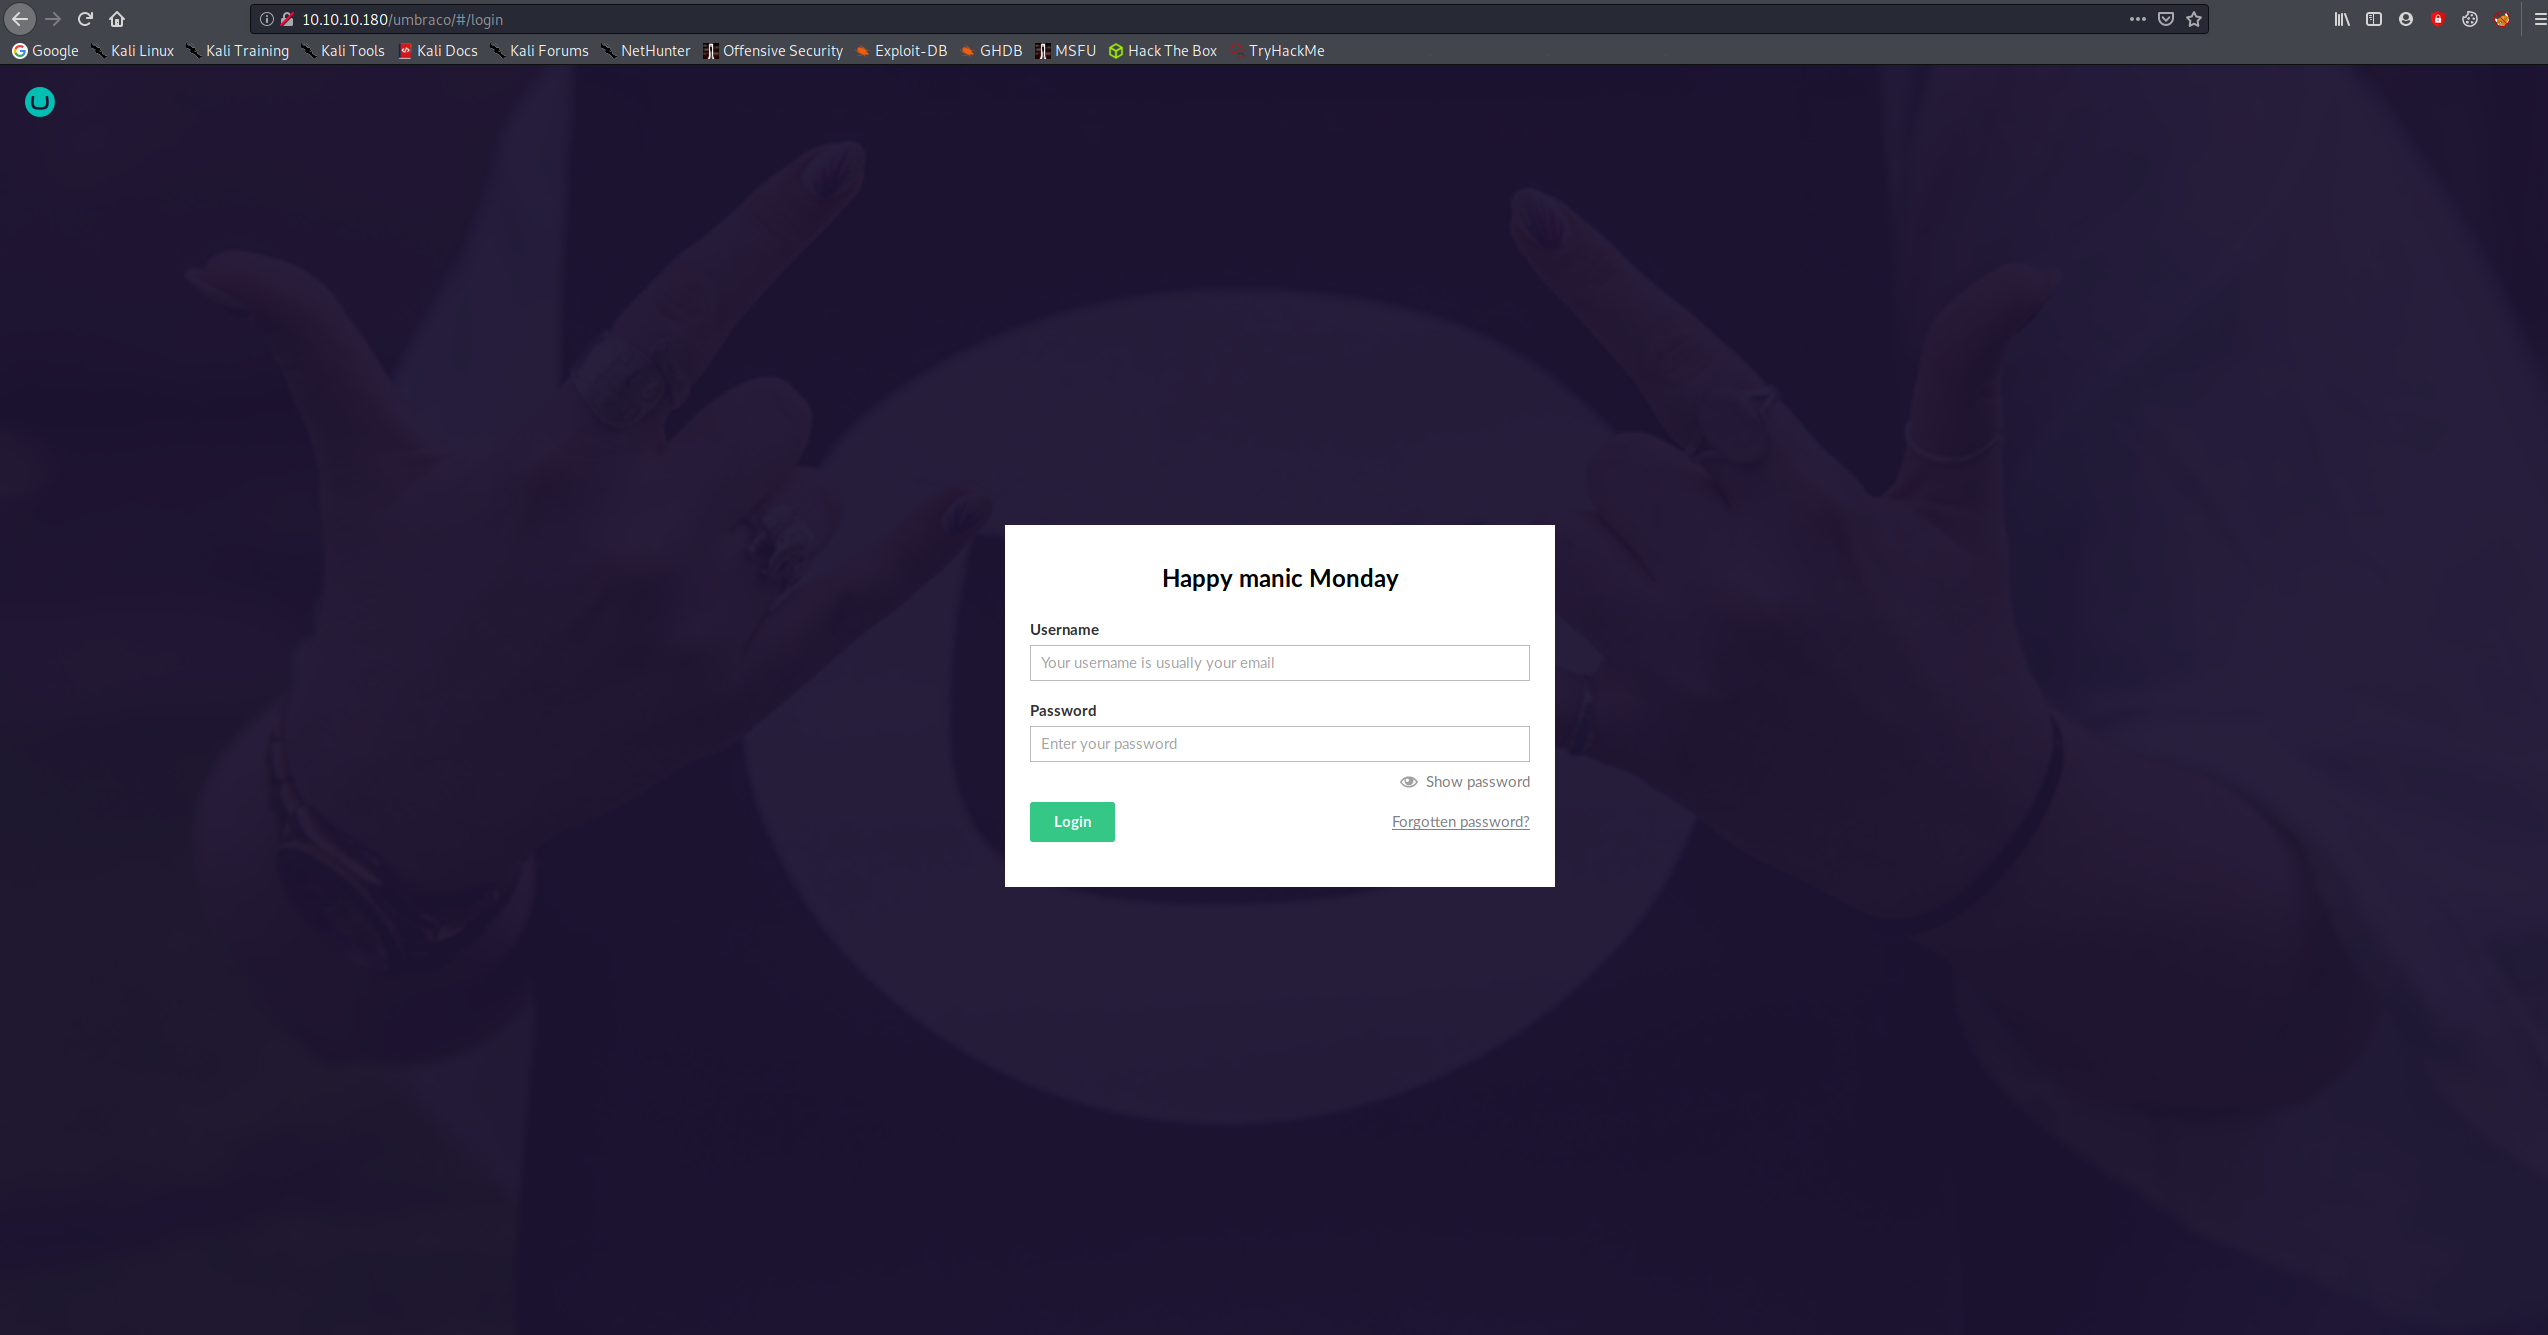 10.10.10.180/umbraco/#/login
Google Kali Linux Kali Training Kali Tools Kali Docs Kali Forums NetHunter Offensive Security Exploit-DB GHDB MSFU Hack The Box TryHackMe
Happy manic Monday
Username
Your username is usually your email
Password
Enter your password
Show password
Login Forgotten password?